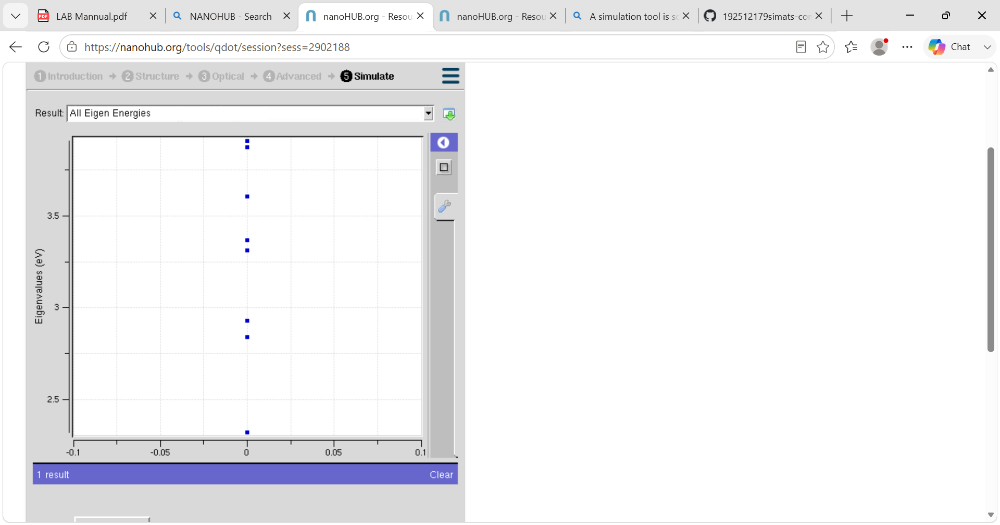 LAB Mannual.pdf
NANOHUB - Search
nanoHUB.org - Resou
nanoHUB.org - Resou
A simulation tool is sc
192512179simats-cor
https://nanohub.org/tools/qdot/session?sess=2902188
Chat
1 Introduction → 2 Structure → 3 Optical → 4 Advanced → 5 Simulate
Result: All Eigen Energies
3.5
3
2.5
Eigenvalues (eV)
-0.1 -0.05 0 0.05 0.1
1 result Clear